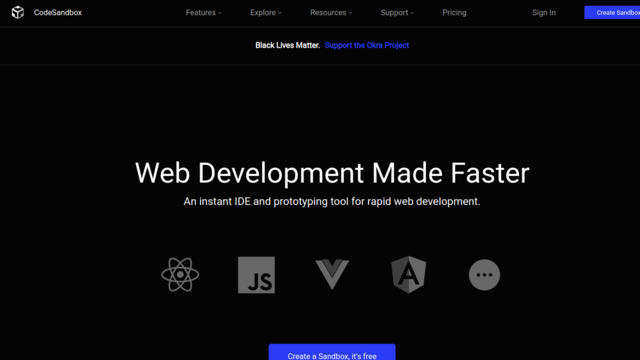 CodeSandbox Features Explore Resources Support Pricing Sign In Create Sandbox
Black Lives Matter. Support the Okra Project
Web Development Made Faster
An instant IDE and prototyping tool for rapid web development.
JS A
Create a Sandbox, it's free